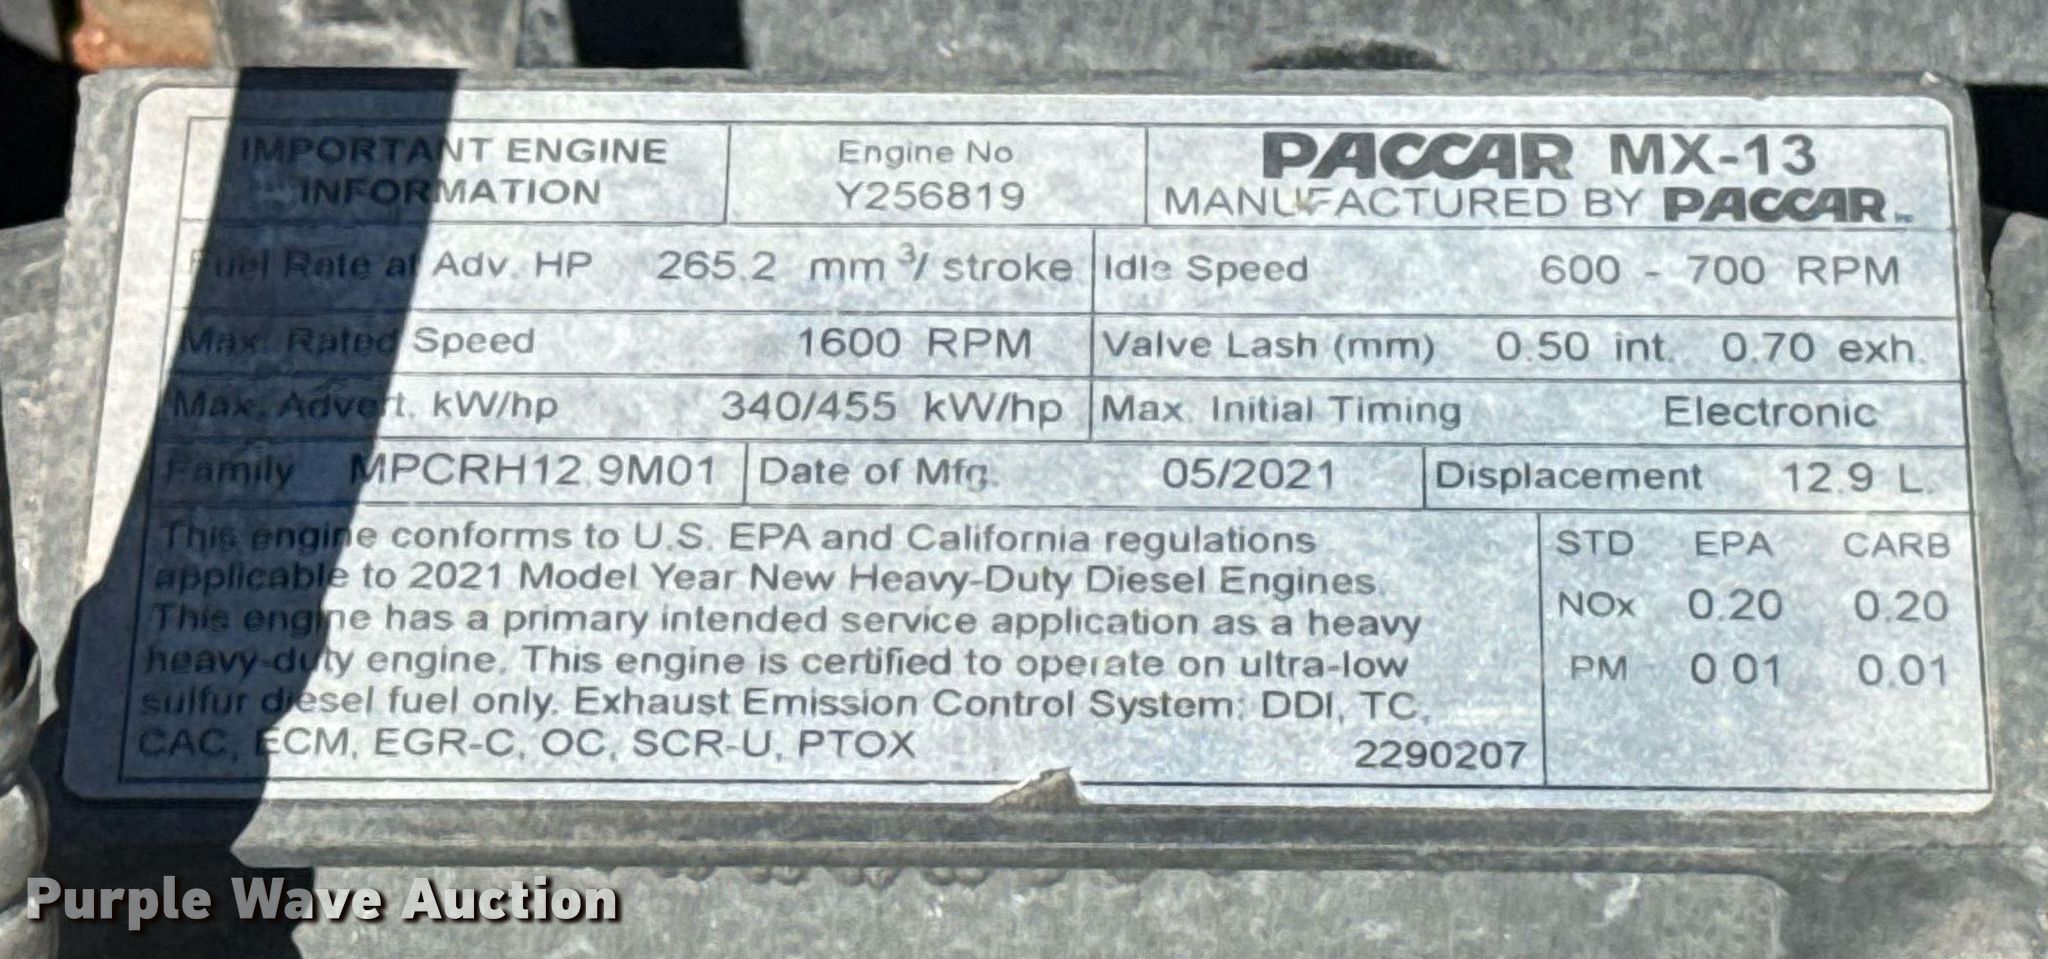 IMPORTANT ENGINE
INFORMATION
Engine No
Y256819
PACCAR MX-13
MANUFACTURED BY PACCAR
Fuel Rate at Adv. HP 265.2 mm³/ stroke
Idle Speed 600 - 700 RPM
Max. Rated Speed 1600 RPM
Valve Lash (mm) 0.50 int. 0.70 exh.
Max. Advert. kW/hp 340/455 kW/hp
Max. Initial Timing Electronic
Family MPCRH12.9M01
Date of Mfg. 05/2021
Displacement 12.9 L.
This engine conforms to U.S. EPA and California regulations
applicable to 2021 Model Year New Heavy-Duty Diesel Engines.
This engine has a primary intended service application as a heavy
heavy-duty engine. This engine is certified to operate on ultra-low
sulfur diesel fuel only. Exhaust Emission Control System: DDI, TC,
CAC, ECM, EGR-C, OC, SCR-U, PTOX
2290207
STD EPA CARB
NOx 0.20 0.20
PM 0.01 0.01
Purple Wave Auction